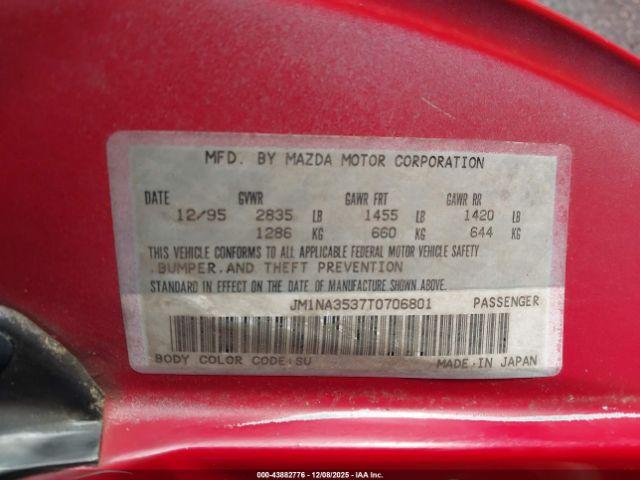 MFD. BY MAZDA MOTOR CORPORATION
DATE GVWR GAWR FRT GAWR RR
12/95 2835 LB 1455 LB 1420 LB
1286 KG 660 KG 644 KG
THIS VEHICLE CONFORMS TO ALL APPLICABLE FEDERAL MOTOR VEHICLE SAFETY
BUMPER.AND THEFT PREVENTION
STANDARD IN EFFECT ON THE DATE OF MANUFACTURE SHOWN ABOVE.
JM1NA3537T0706801 PASSENGER
BODY COLOR CODE:SU MADE IN JAPAN
000-43882776 - 12/08/2025 - IAA Inc.